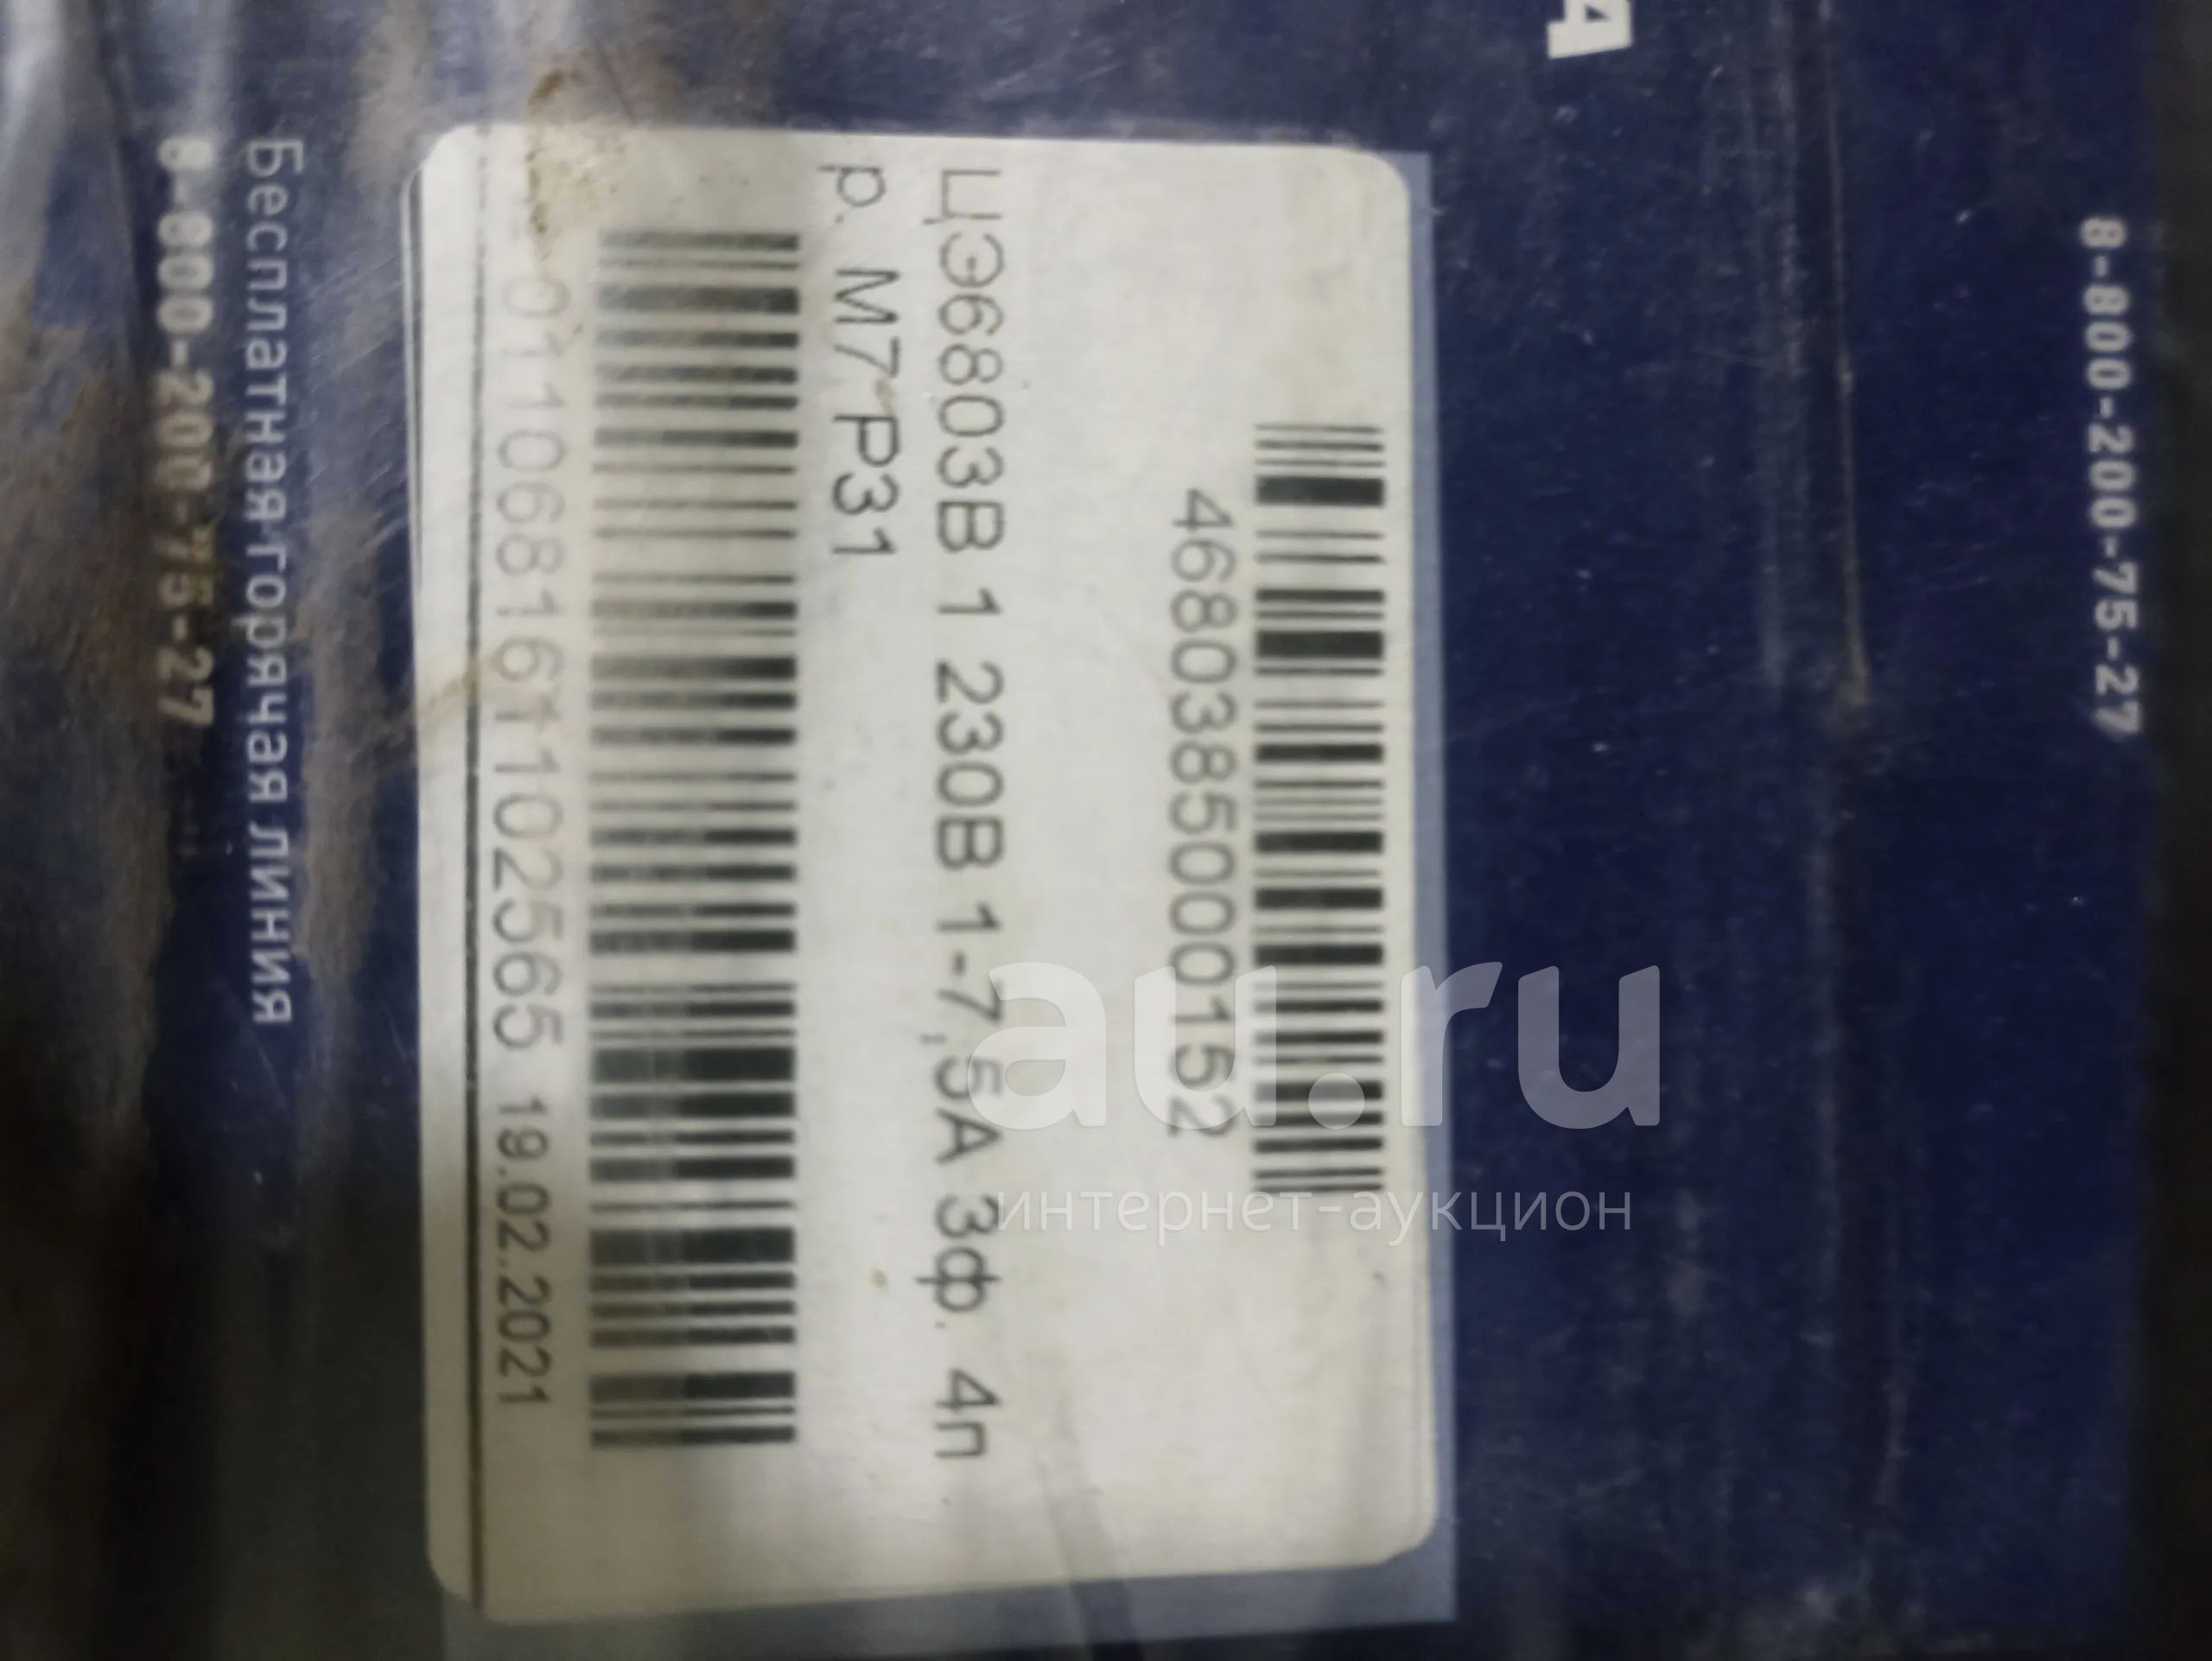 8-800-200-75-27
4680038500152
ЦЭ6803В 1 230В 1-7,5А 3ф. 4п
р. М7 Р31
011068161102565 19.02.2021
Бесплатная горячая линия
8-800-200-75-27
au.ru
интернет-аукцион